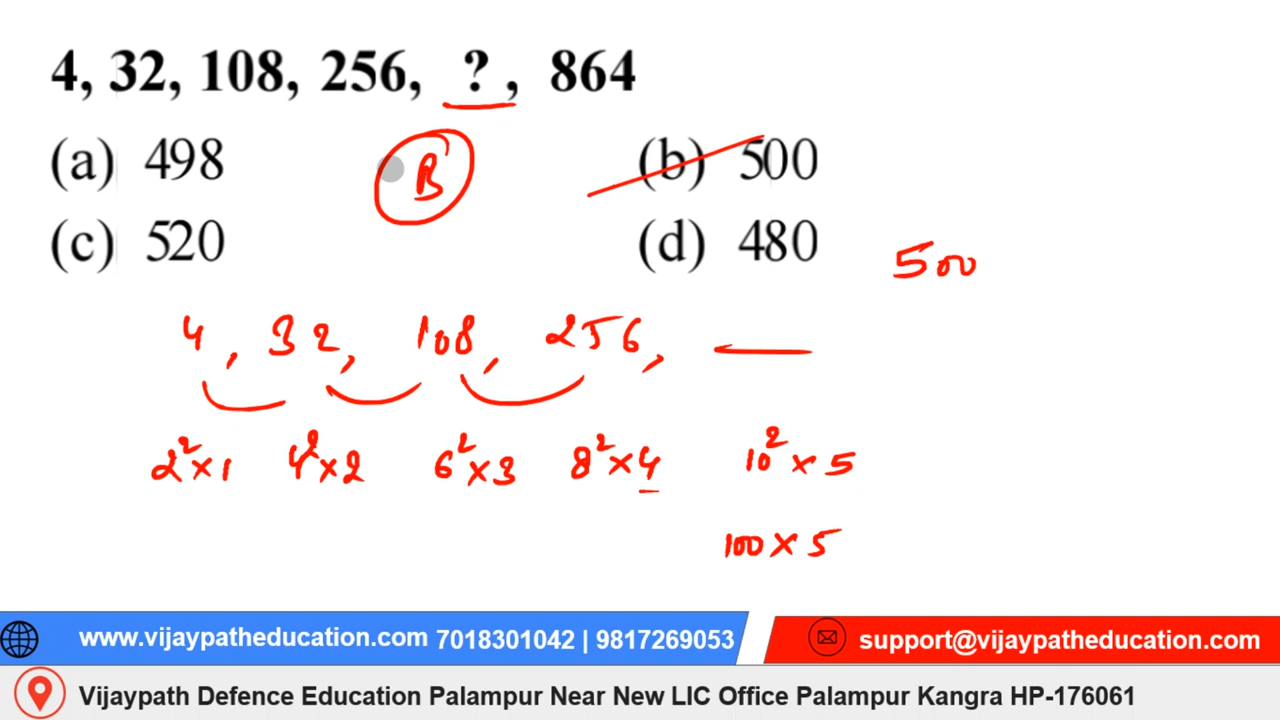 4, 32, 108, 256, ? , 864
(a) 498 B (b) 500
(c) 520 (d) 480
500
4, 32, 108, 256, ___
2²×1 4²×2 6²×3 8²×4 10²×5
100×5
www.vijaypatheducation.com 7018301042 | 9817269053 support@vijaypatheducation.com
Vijaypath Defence Education Palampur Near New LIC Office Palampur Kangra HP-176061